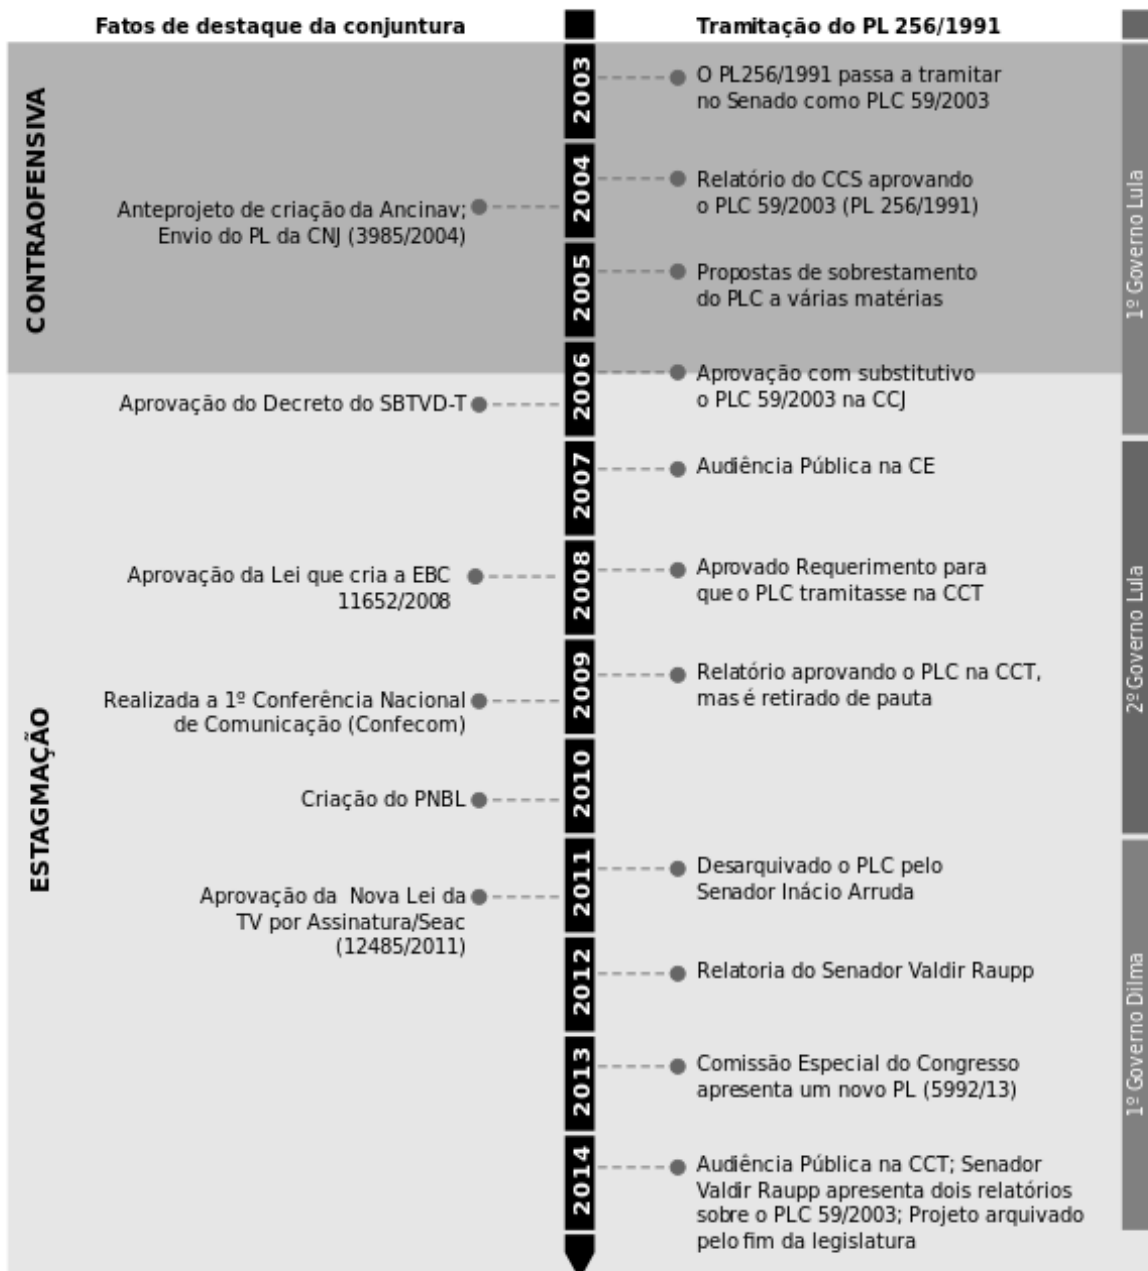 Fatos de destaque da conjuntura
Tramitação do PL 256/1991
CONTRAOFENSIVA
1º Governo Lula
2003
O PL256/1991 passa a tramitar
no Senado como PLC 59/2003
2004
Relatório do CCS aprovando
o PLC 59/2003 (PL 256/1991)
Anteprojeto de criação da Ancinav;
Envio do PL da CNJ (3985/2004)
2005
Propostas de sobrestamento
do PLC a várias matérias
2006
Aprovação com substitutivo
o PLC 59/2003 na CCJ
Aprovação do Decreto do SBTVD-T
ESTAGMAÇÃO
2º Governo Lula
2007
Audiência Pública na CE
2008
Aprovado Requerimento para
que o PLC tramitasse na CCT
Aprovação da Lei que cria a EBC
11652/2008
2009
Relatório aprovando o PLC na CCT,
mas é retirado de pauta
Realizada a 1º Conferência Nacional
de Comunicação (Confecom)
2010
Criação do PNBL
1º Governo Dilma
2011
Desarquivado o PLC pelo
Senador Inácio Arruda
Aprovação da Nova Lei da
TV por Assinatura/Seac
(12485/2011)
2012
Relatoria do Senador Valdir Raupp
2013
Comissão Especial do Congresso
apresenta um novo PL (5992/13)
2014
Audiência Pública na CCT; Senador
Valdir Raupp apresenta dois relatórios
sobre o PLC 59/2003; Projeto arquivado
pelo fim da legislatura